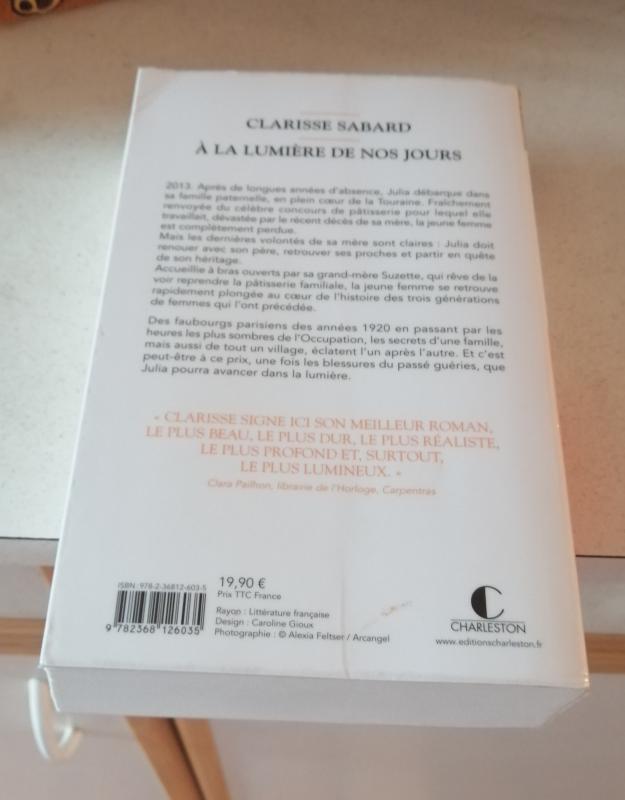 CLARISSE SABARD
À LA LUMIÈRE DE NOS JOURS
2013. Après de longues années d'absence, Julia débarque dans
sa famille paternelle, en plein cœur de la Touraine. Fraîchement
renvoyée du célèbre concours de pâtisserie pour lequel elle
travaillait, dévastée par le récent décès de sa mère, la jeune femme
est complètement perdue.
Mais les dernières volontés de sa mère sont claires : Julia doit
renouer avec son père, retrouver ses proches et partir en quête
de son héritage.
Accueillie à bras ouverts par sa grand-mère Suzette, qui rêve de la
voir reprendre la pâtisserie familiale, la jeune femme se retrouve
rapidement plongée au cœur de l'histoire des trois générations
de femmes qui l'ont précédée.
Des faubourgs parisiens des années 1920 en passant par les
heures les plus sombres de l'Occupation, les secrets d'une famille,
mais aussi de tout un village, éclatent l'un après l'autre. Et c'est
peut-être à ce prix, une fois les blessures du passé guéries, que
Julia pourra avancer dans la lumière.
« CLARISSE SIGNE ICI SON MEILLEUR ROMAN,
LE PLUS BEAU, LE PLUS DUR, LE PLUS RÉALISTE,
LE PLUS PROFOND ET, SURTOUT,
LE PLUS LUMINEUX. »
Clara Pailhon, librairie de l'Horloge, Carpentras
ISBN : 978-2-36812-603-5
9 782368 126035
19,90 €
Prix TTC France
Rayon : Littérature française
Design : Caroline Gioux
Photographie : © Alexia Feltser / Arcangel
CHARLESTON
www.editionscharleston.fr